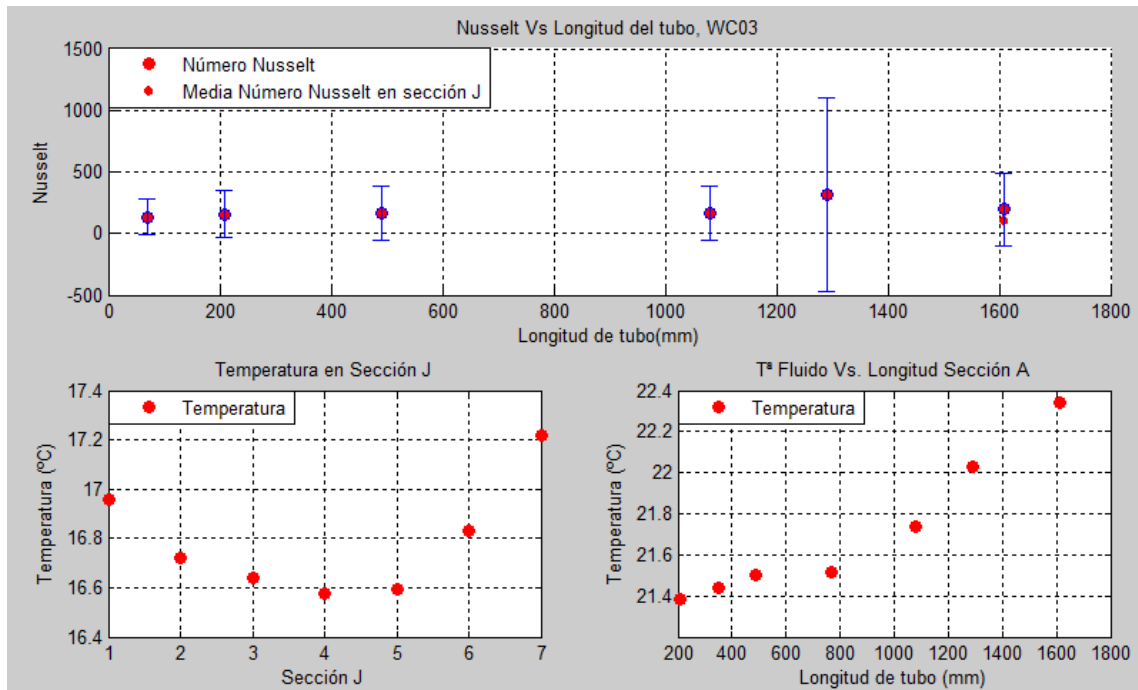 Nusselt Vs Longitud del tubo, WC03
Número Nusselt
Media Número Nusselt en sección J
Nusselt
1500
1000
500
0
-500
0 200 400 600 800 1000 1200 1400 1600 1800
Longitud de tubo(mm)
Temperatura en Sección J
Temperatura
Temperatura (ºC)
17.4
17.2
17
16.8
16.6
16.4
1 2 3 4 5 6 7
Sección J
Tª Fluido Vs. Longitud Sección A
Temperatura
Temperatura (ºC)
22.4
22.2
22
21.8
21.6
21.4
200 400 600 800 1000 1200 1400 1600 1800
Longitud de tubo (mm)